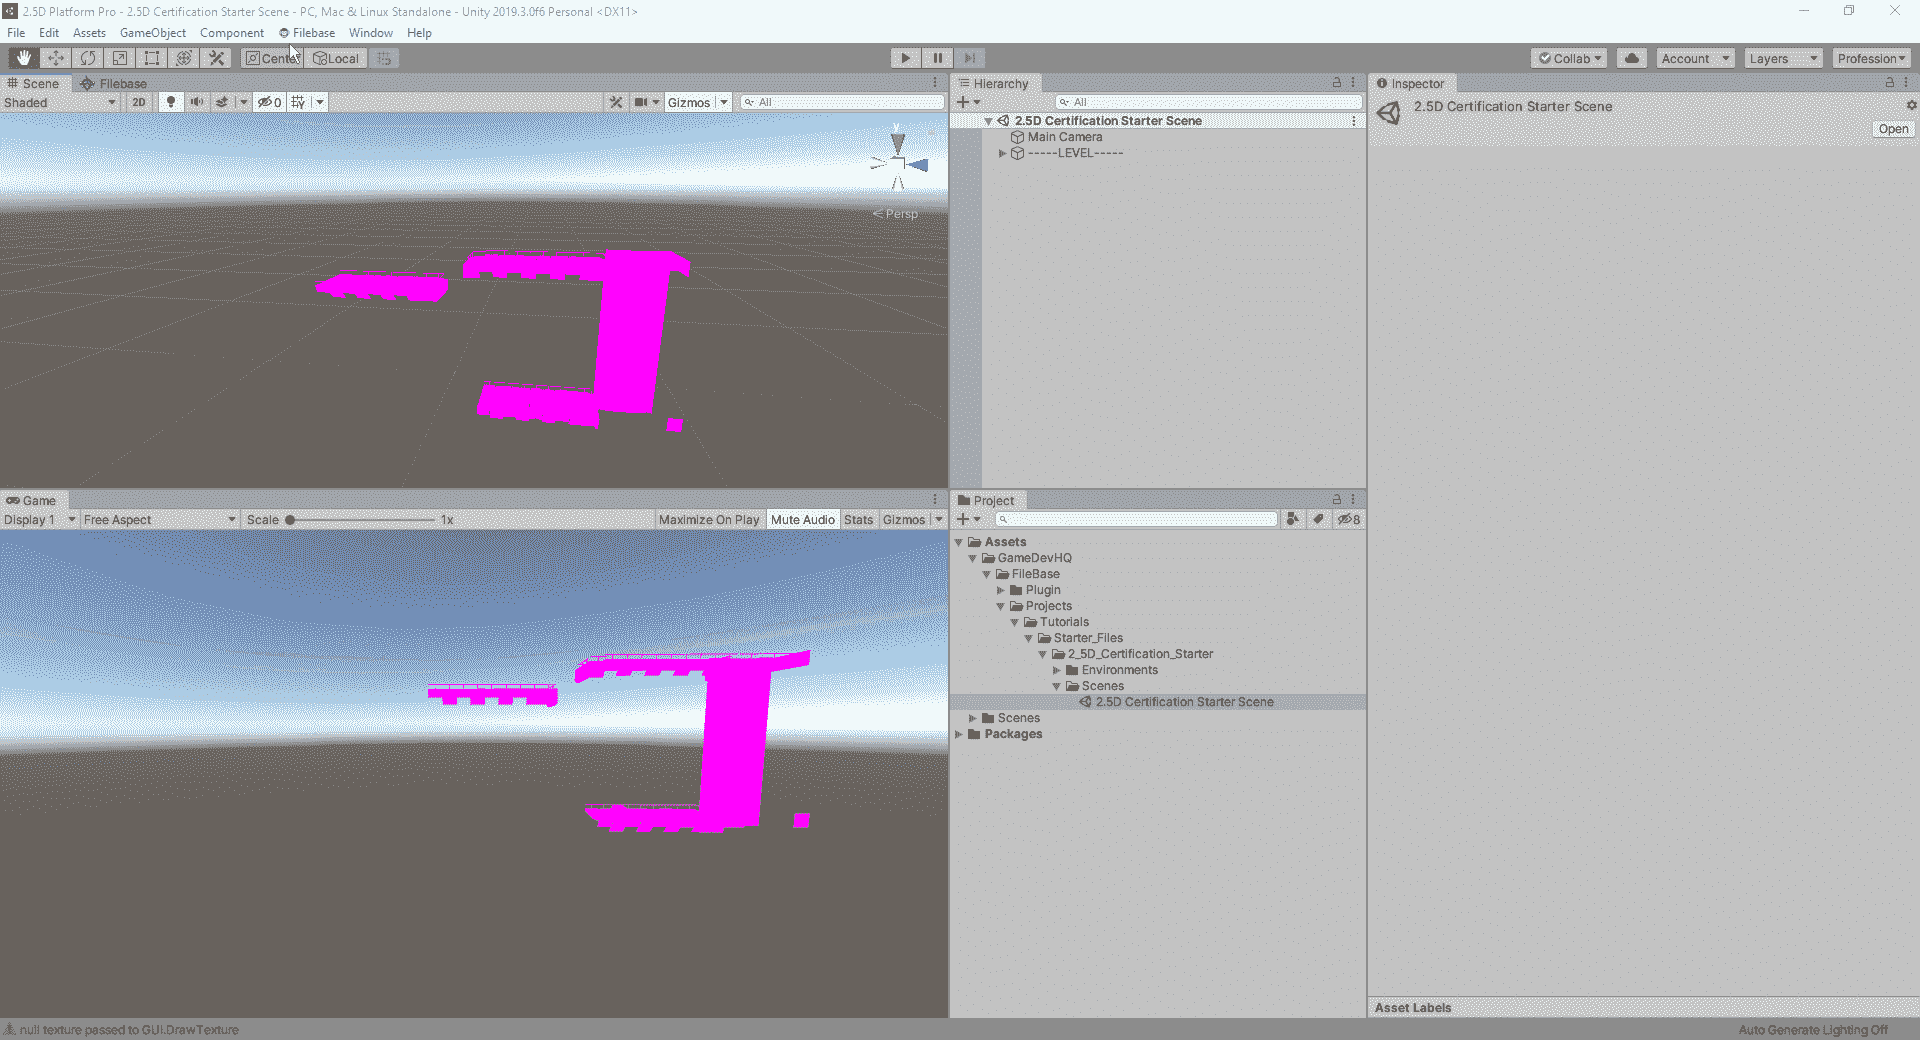 2.5D Platform Pro - 2.5D Certification Starter Scene - PC, Mac & Linux Standalone - Unity 2019.3.0f6 Personal <DX11>
File Edit Assets GameObject Component Filebase Window Help
Center Local
Collab Account Layers Profession
Scene Filebase
Shaded 2D 0 Gizmos All
y
< Persp
Game
Display 1 Free Aspect Scale 1x Maximize On Play Mute Audio Stats Gizmos
Hierarchy
All
2.5D Certification Starter Scene
Main Camera
-----LEVEL-----
Project
8
Assets
GameDevHQ
FileBase
Plugin
Projects
Tutorials
Starter_Files
2_5D_Certification_Starter
Environments
Scenes
2.5D Certification Starter Scene
Scenes
Packages
Inspector
2.5D Certification Starter Scene
Open
Asset Labels
null texture passed to GUI.DrawTexture
Auto Generate Lighting Off